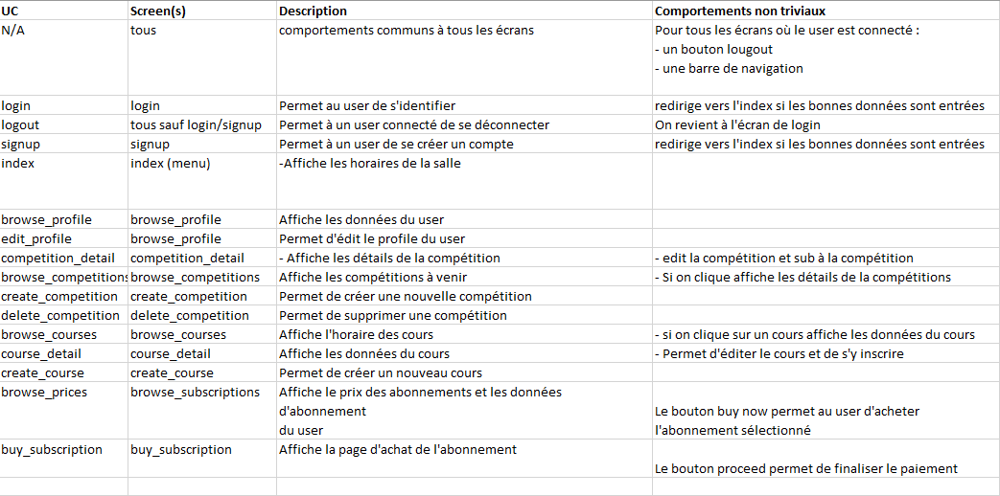 UC Screen(s) Description Comportements non triviaux
N/A tous comportements communs à tous les écrans Pour tous les écrans où le user est connecté :
- un bouton lougout
- une barre de navigation
login login Permet au user de s'identifier redirige vers l'index si les bonnes données sont entrées
logout tous sauf login/signup Permet à un user connecté de se déconnecter On revient à l'écran de login
signup signup Permet à un user de se créer un compte redirige vers l'index si les bonnes données sont entrées
index index (menu) -Affiche les horaires de la salle
browse_profile browse_profile Affiche les données du user
edit_profile browse_profile Permet d'édit le profile du user
competition_detail competition_detail - Affiche les détails de la compétition - edit la compétition et sub à la compétition
browse_competitions browse_competitions Affiche les compétitions à venir - Si on clique affiche les détails de la compétitions
create_competition create_competition Permet de créer une nouvelle compétition
delete_competition delete_competition Permet de supprimer une compétition
browse_courses browse_courses Affiche l'horaire des cours - si on clique sur un cours affiche les données du cours
course_detail course_detail Affiche les données du cours - Permet d'éditer le cours et de s'y inscrire
create_course create_course Permet de créer un nouveau cours
browse_prices browse_subscriptions Affiche le prix des abonnements et les données
d'abonnement Le bouton buy now permet au user d'acheter
du user l'abonnement sélectionné
buy_subscription buy_subscription Affiche la page d'achat de l'abonnement
Le bouton proceed permet de finaliser le paiement